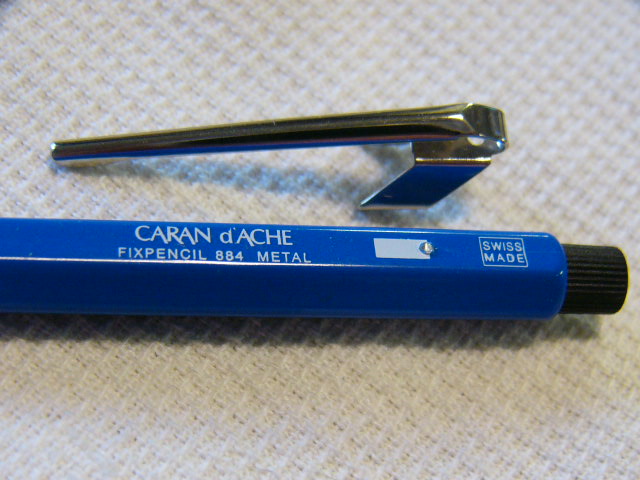 CARAN d'ACHE
FIXPENCIL 884 METAL
SWISS
MADE